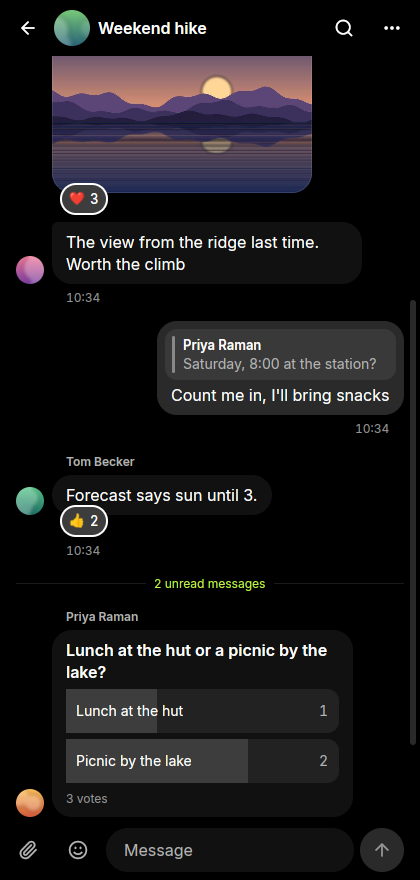 Weekend hike
❤️ 3
The view from the ridge last time.
Worth the climb
10:34
Priya Raman
Saturday, 8:00 at the station?
Count me in, I'll bring snacks
10:34
Tom Becker
Forecast says sun until 3.
👍 2
10:34
2 unread messages
Priya Raman
Lunch at the hut or a picnic by the
lake?
Lunch at the hut 1
Picnic by the lake 2
3 votes
Message